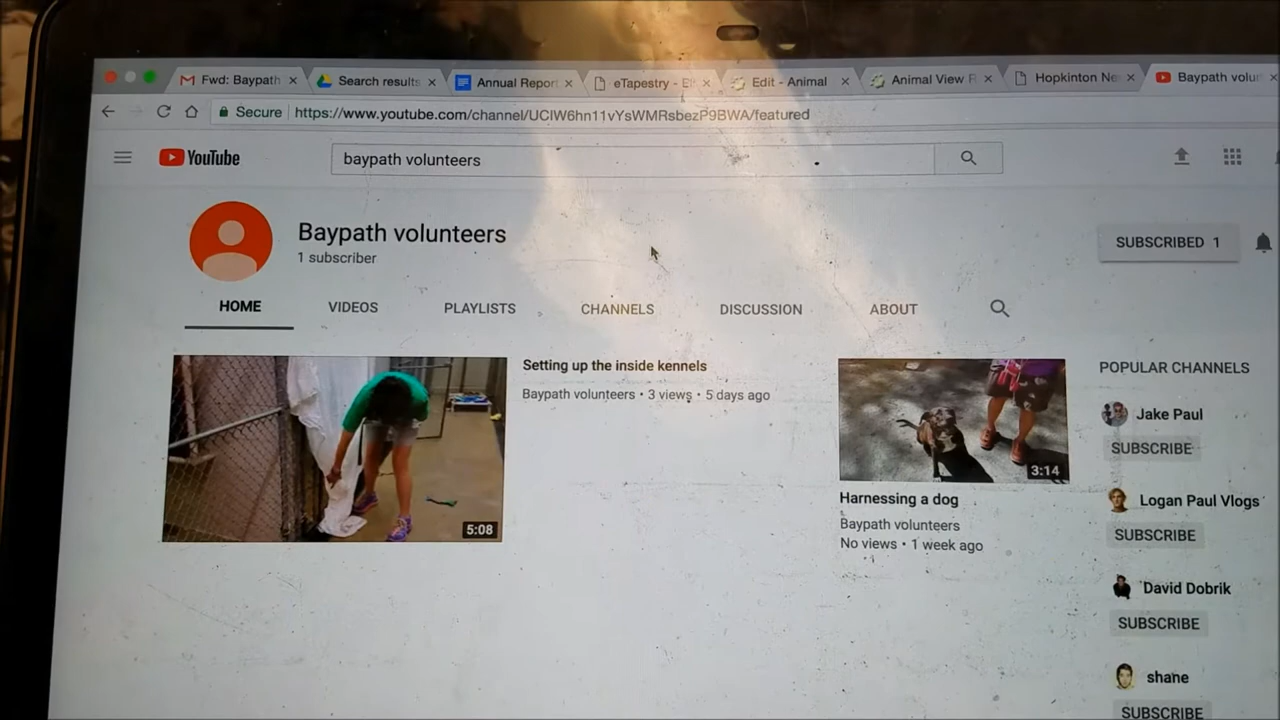 Fwd: Baypath × Search results × Annual Report × eTapestry - × Edit - Animal × Animal View × Hopkinton Ne × Baypath volu ×
Secure https://www.youtube.com/channel/UCIW6hn11vYsWMRsbezP9BWA/featured
YouTube baypath volunteers
Baypath volunteers
1 subscriber
SUBSCRIBED 1
HOME VIDEOS PLAYLISTS CHANNELS DISCUSSION ABOUT
5:08
Setting up the inside kennels
Baypath volunteers • 3 views • 5 days ago
3:14
Harnessing a dog
Baypath volunteers
No views • 1 week ago
POPULAR CHANNELS
Jake Paul
SUBSCRIBE
Logan Paul Vlogs
SUBSCRIBE
David Dobrik
SUBSCRIBE
shane
SUBSCRIBE